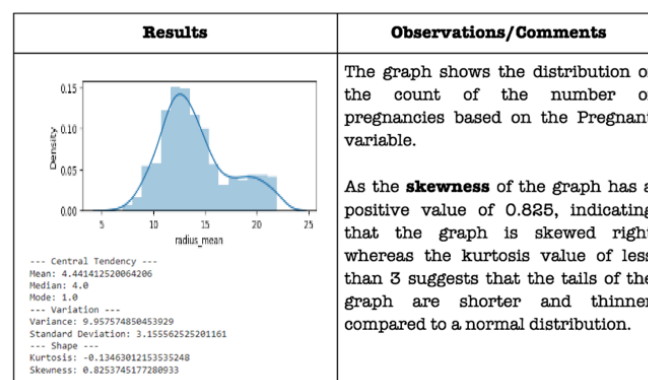 Results
Observations/Comments
0.15
0.10
0.05
0.00
Density
5 10 15 20 25
radius_mean
--- Central Tendency ---
Mean: 4.441412520064206
Median: 4.0
Mode: 1.0
--- Variation ---
Variance: 9.957574850453929
Standard Deviation: 3.155562525201161
--- Shape ---
Kurtosis: -0.13463012153535248
Skewness: 0.8253745177280933
The graph shows the distribution o
the count of the number o
pregnancies based on the Pregnant
variable.
As the skewness of the graph has a
positive value of 0.825, indicating
that the graph is skewed right
whereas the kurtosis value of less
than 3 suggests that the tails of the
graph are shorter and thinner
compared to a normal distribution.